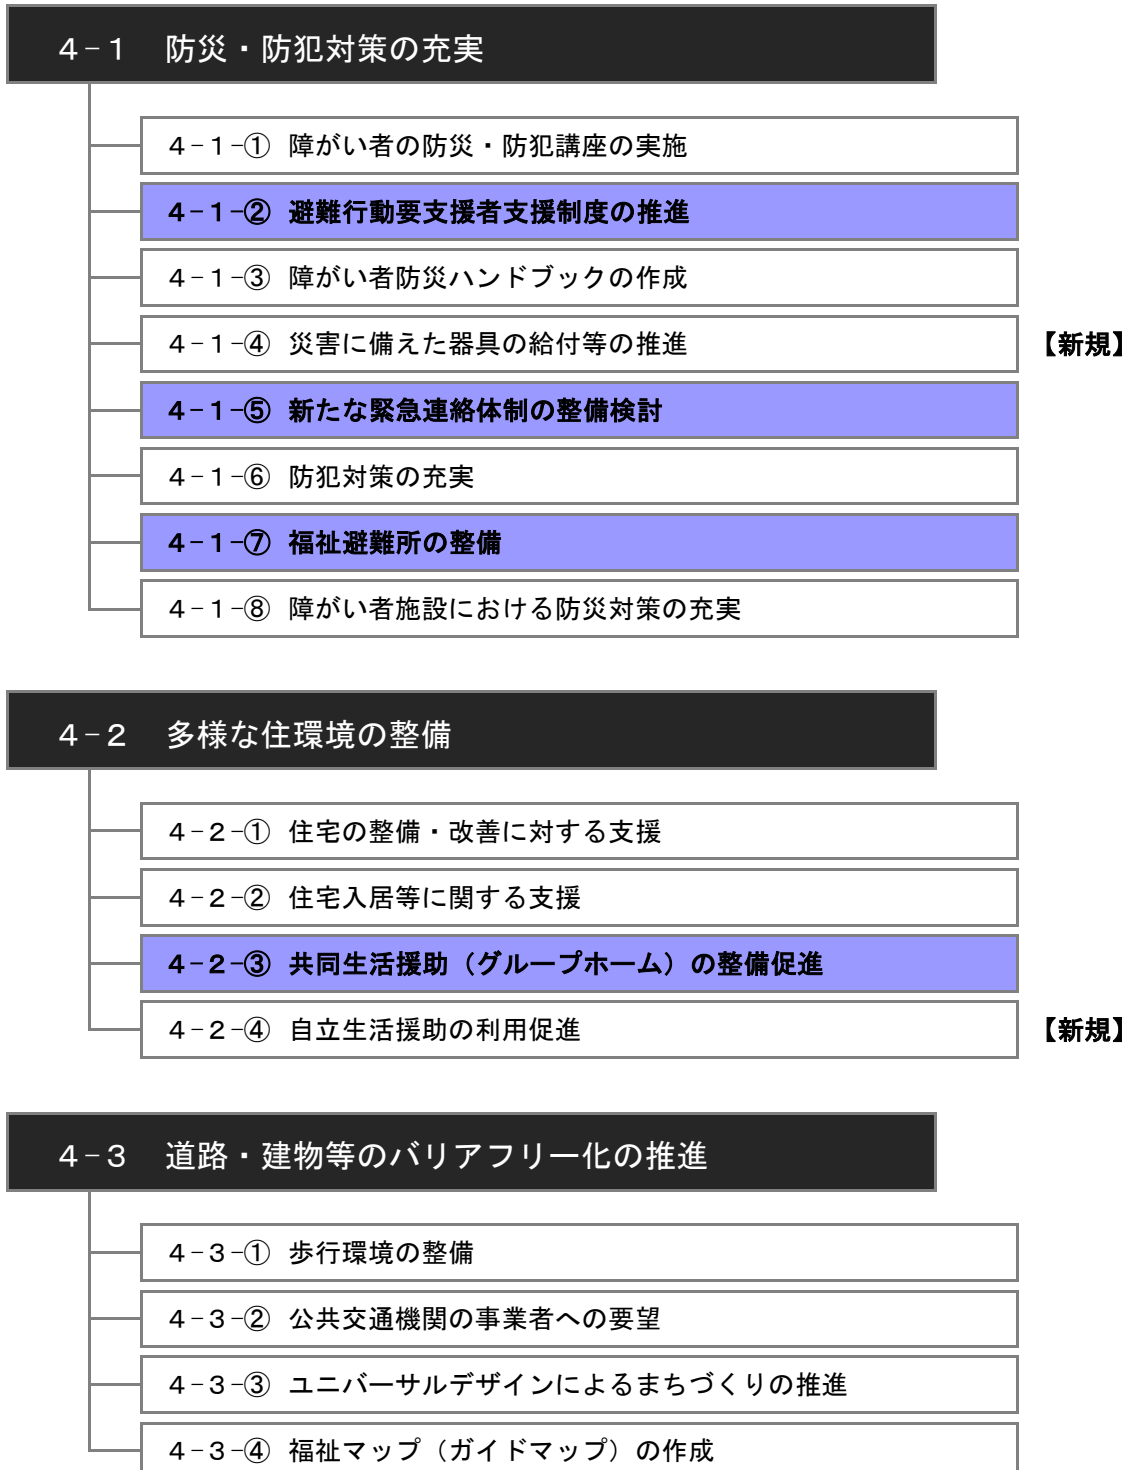 ４−１　防災・防犯対策の充実
４−１−① 障がい者の防災・防犯講座の実施
４−１−② 避難行動要支援者支援制度の推進
４−１−③ 障がい者防災ハンドブックの作成
４−１−④ 災害に備えた器具の給付等の推進 【新規】
４−１−⑤ 新たな緊急連絡体制の整備検討
４−１−⑥ 防犯対策の充実
４−１−⑦ 福祉避難所の整備
４−１−⑧ 障がい者施設における防災対策の充実
４−２　多様な住環境の整備
４−２−① 住宅の整備・改善に対する支援
４−２−② 住宅入居等に関する支援
４−２−③ 共同生活援助（グループホーム）の整備促進
４−２−④ 自立生活援助の利用促進 【新規】
４−３　道路・建物等のバリアフリー化の推進
４−３−① 歩行環境の整備
４−３−② 公共交通機関の事業者への要望
４−３−③ ユニバーサルデザインによるまちづくりの推進
４−３−④ 福祉マップ（ガイドマップ）の作成